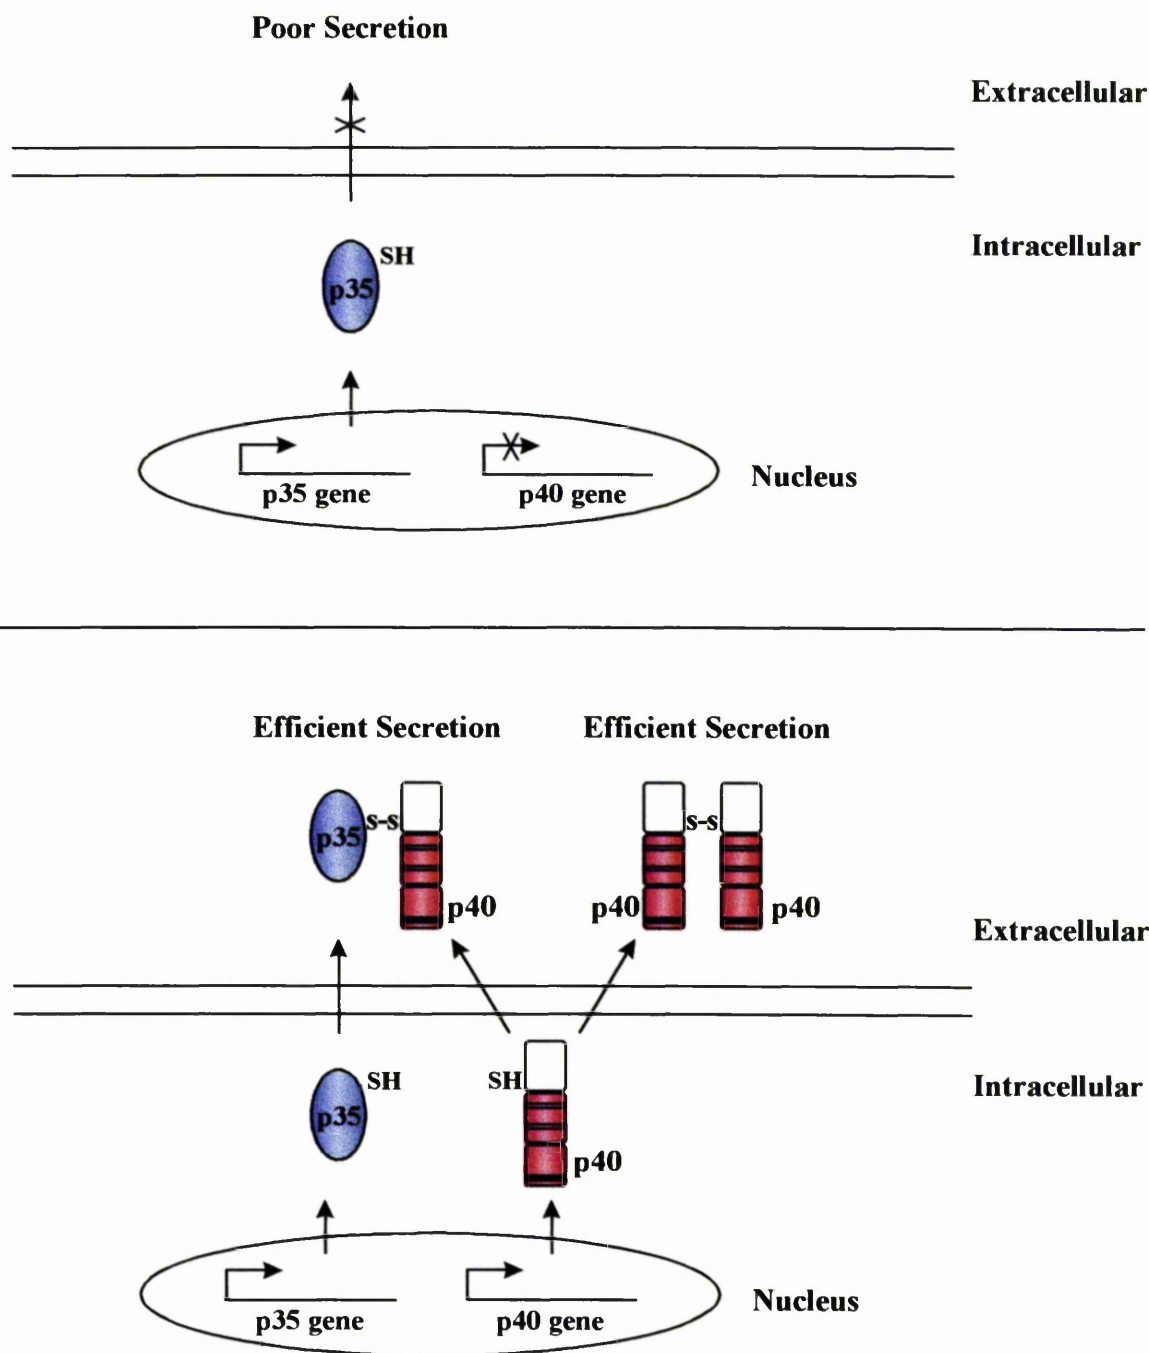 Poor Secretion
Extracellular
Intracellular
SH
p35
p35 gene
p40 gene
Nucleus
Efficient Secretion
Efficient Secretion
p35
s-s
s-s
p40
p40
p40
Extracellular
SH
p35
SH
p40
Intracellular
p35 gene
p40 gene
Nucleus